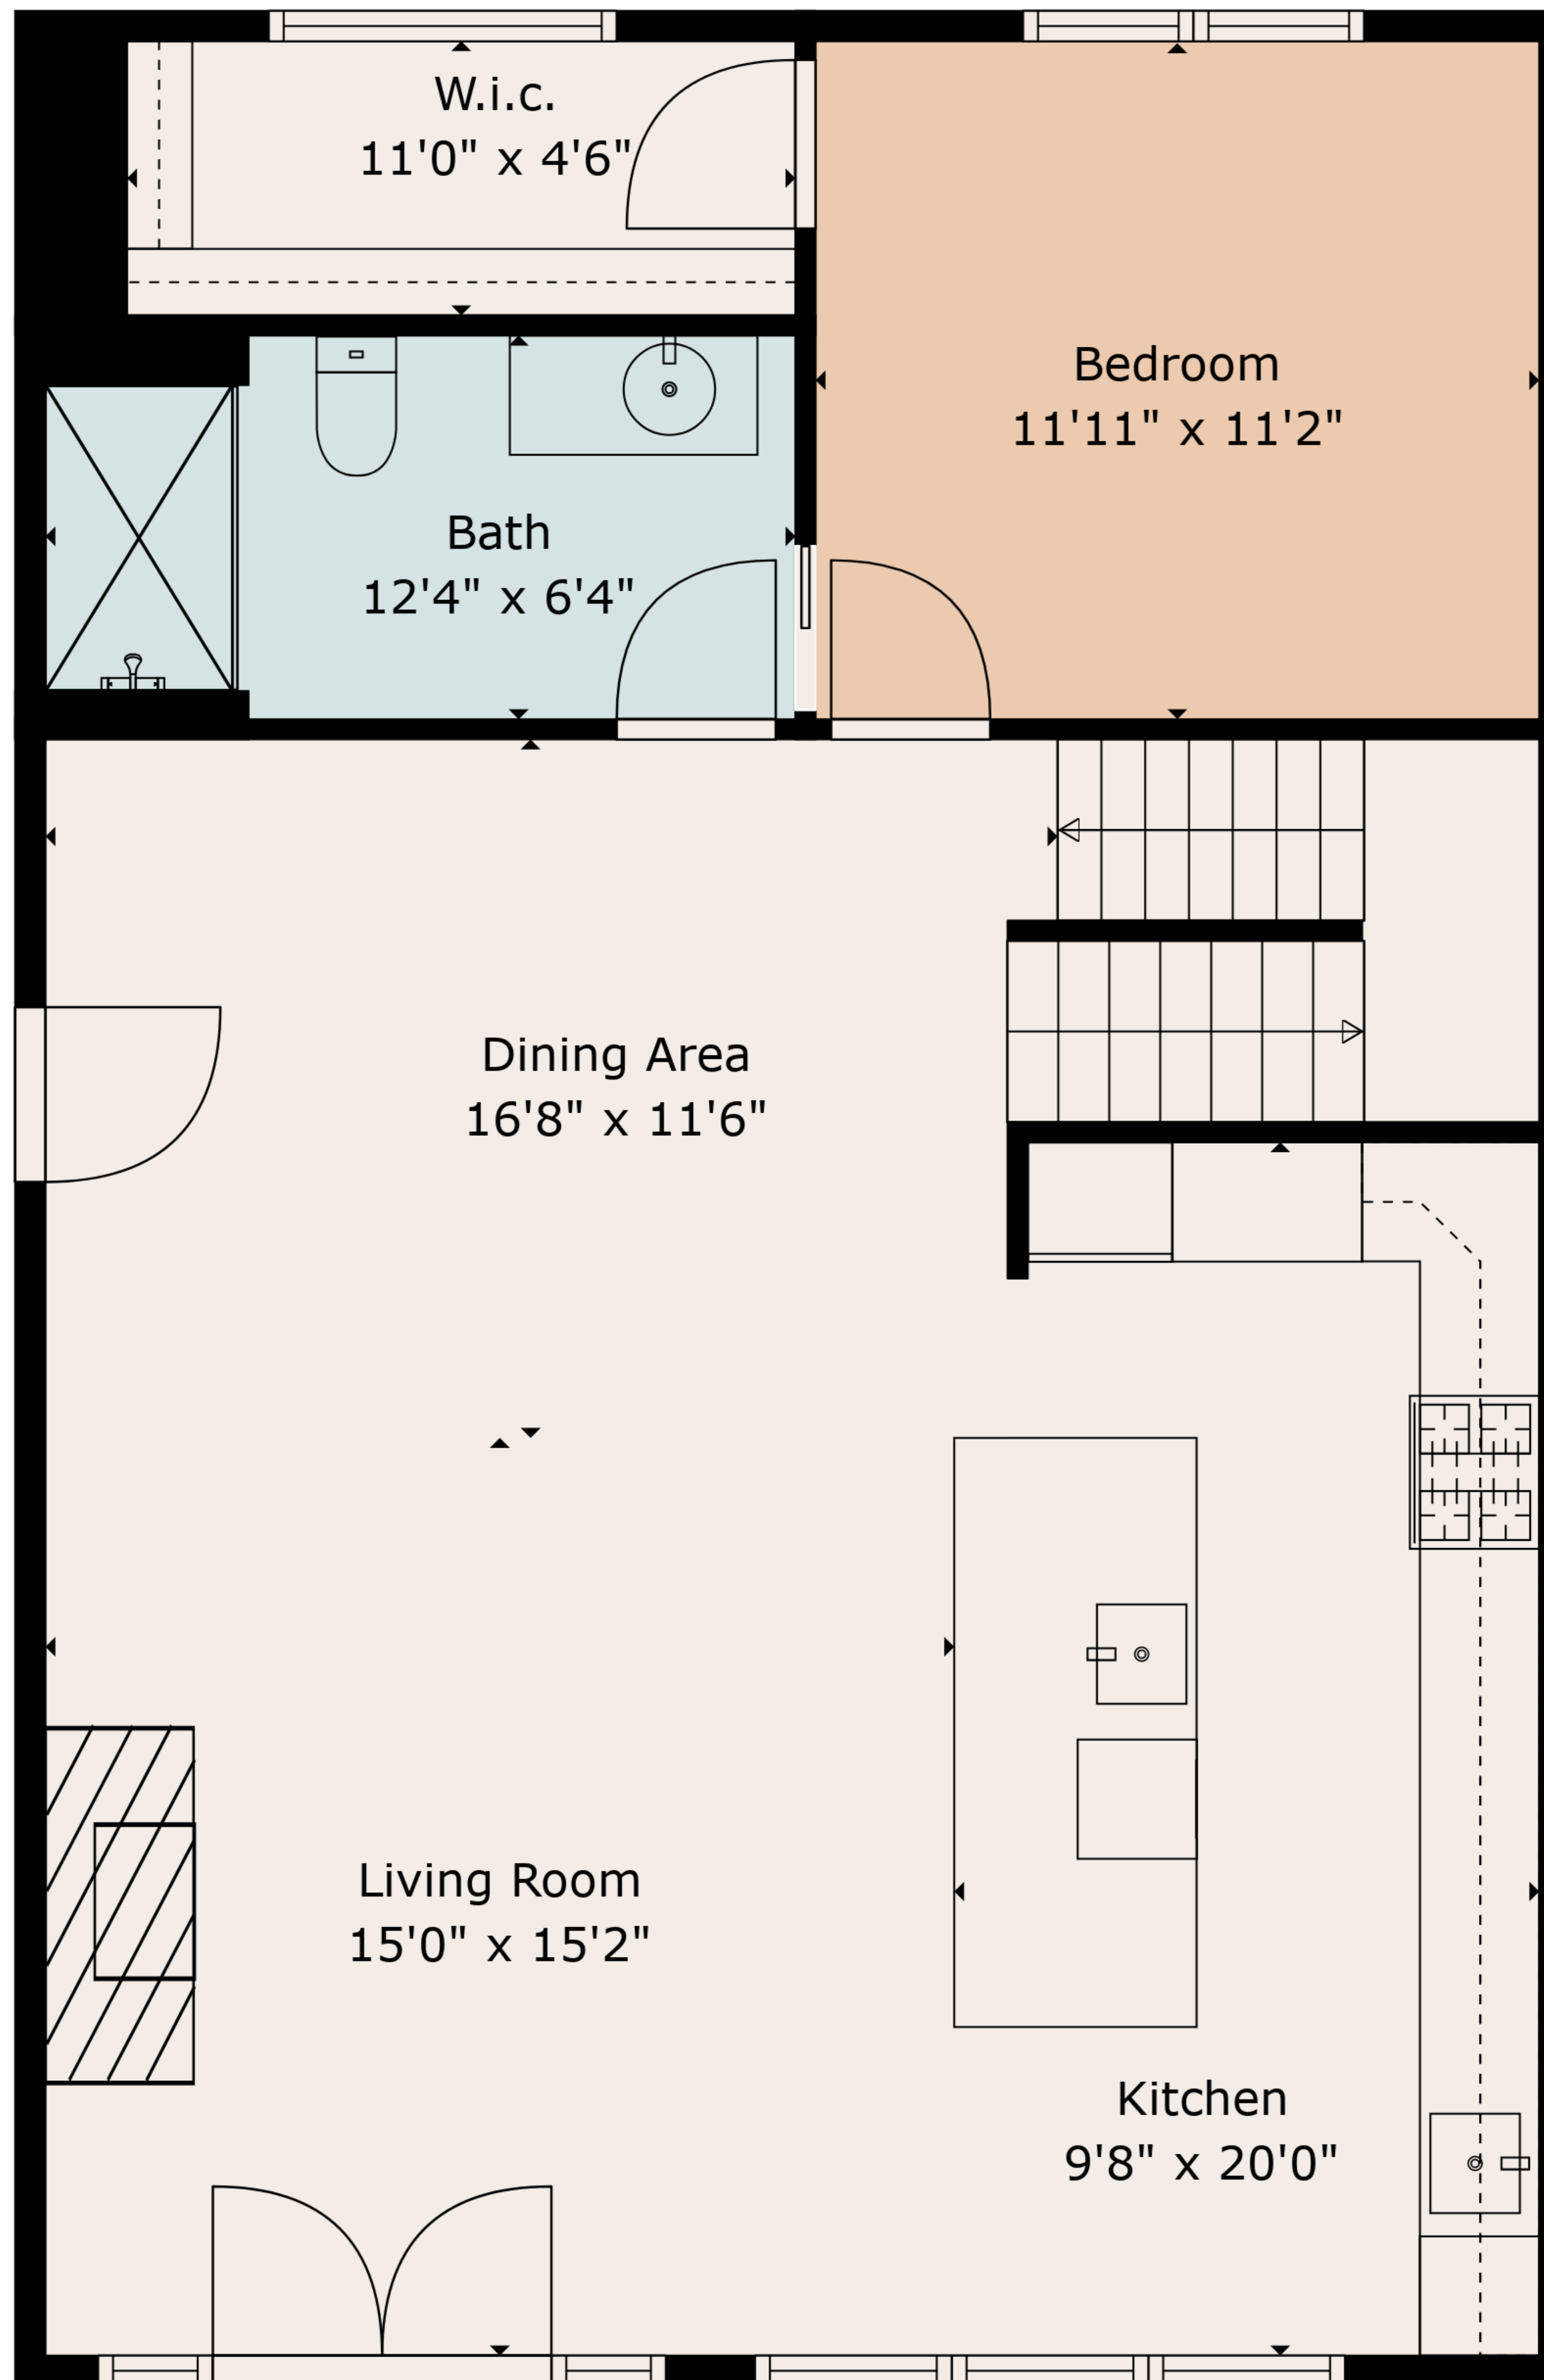 W.i.c.
11'0" x 4'6"
Bedroom
11'11" x 11'2"
Bath
12'4" x 6'4"
Dining Area
16'8" x 11'6"
Living Room
15'0" x 15'2"
Kitchen
9'8" x 20'0"